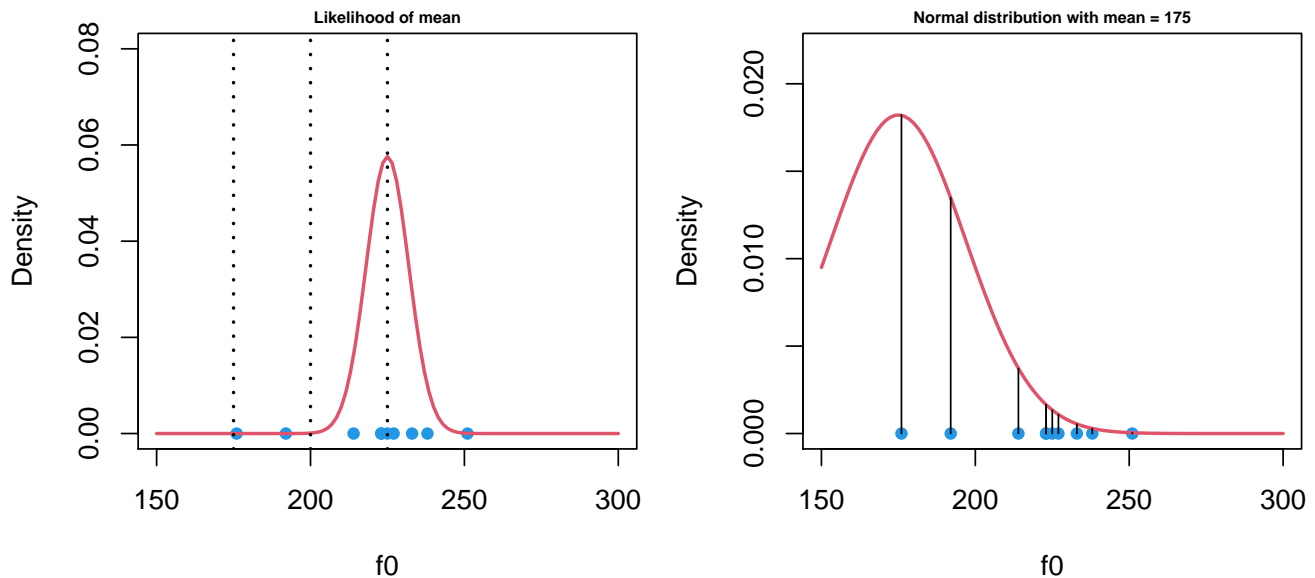 Likelihood of mean
Density
0.00
0.02
0.04
0.06
0.08
150
200
250
300
f0
Normal distribution with mean = 175
Density
0.000
0.010
0.020
150
200
250
300
f0